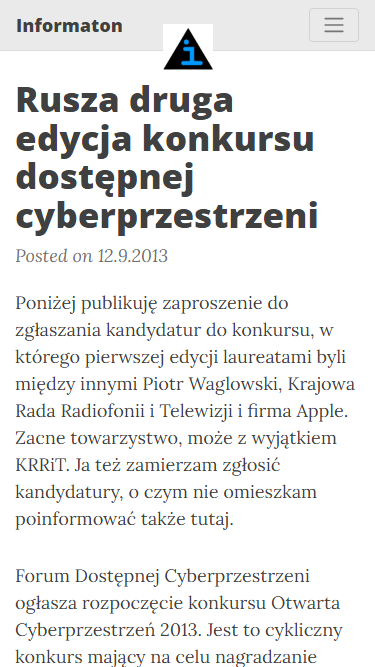 Informaton
i
Rusza druga
edycja konkursu
dostępnej
cyberprzestrzeni
Posted on 12.9.2013
Poniżej publikuję zaproszenie do
zgłaszania kandydatur do konkursu, w
którego pierwszej edycji laureatami byli
między innymi Piotr Waglowski, Krajowa
Rada Radiofonii i Telewizji i firma Apple.
Zacne towarzystwo, może z wyjątkiem
KRRiT. Ja też zamierzam zgłosić
kandydatury, o czym nie omieszkam
poinformować także tutaj.
Forum Dostępnej Cyberprzestrzeni
ogłasza rozpoczęcie konkursu Otwarta
Cyberprzestrzeń 2013. Jest to cykliczny
konkurs mający na celu nagradzanie